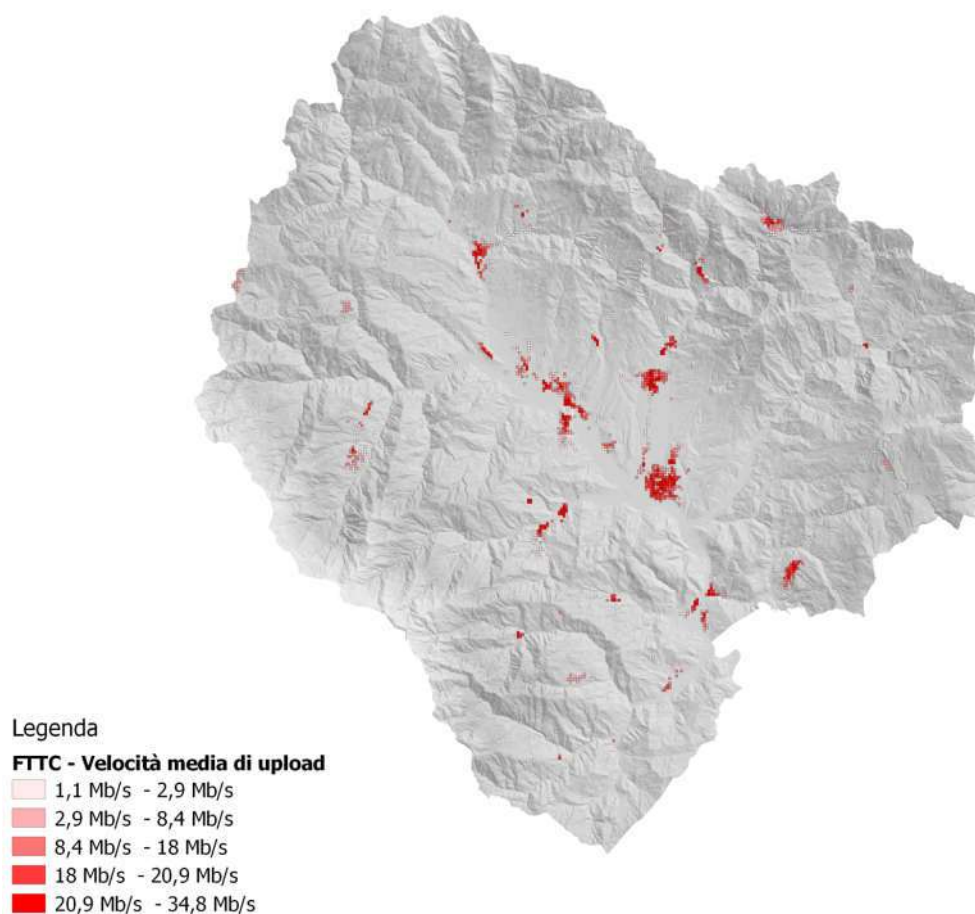 Legenda
FTTC - Velocità media di upload
1,1 Mb/s - 2,9 Mb/s
2,9 Mb/s - 8,4 Mb/s
8,4 Mb/s - 18 Mb/s
18 Mb/s - 20,9 Mb/s
20,9 Mb/s - 34,8 Mb/s